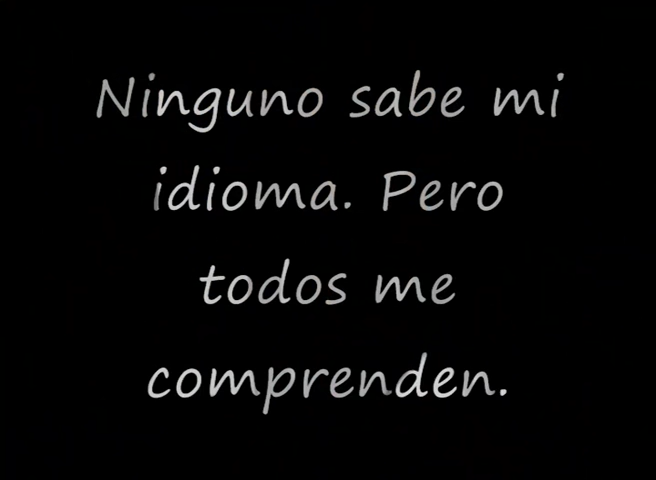 Ninguno sabe mi
idioma. Pero
todos me
comprenden.